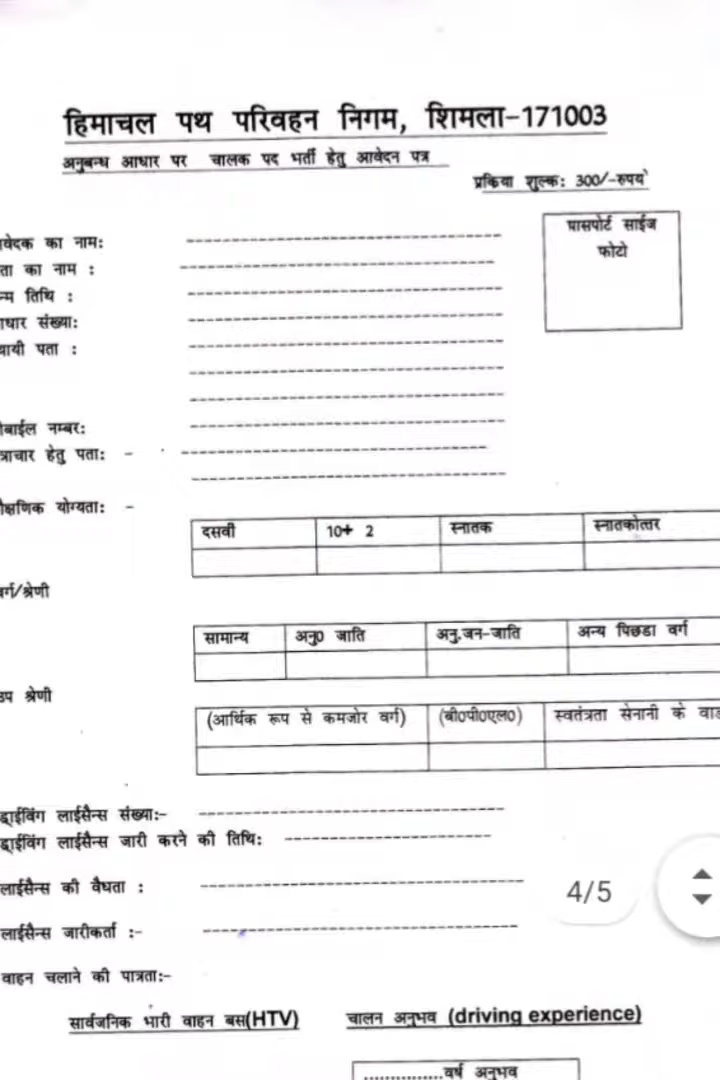 हिमाचल पथ परिवहन निगम, शिमला-171003
अनुबन्ध आधार पर चालक पद भर्ती हेतु आवेदन पत्र
प्रकिया शुल्क: 300/-रुपये
पासपोर्ट साईज
फोटो
वेदक का नाम:
ता का नाम :
न्म तिथि :
ाधार संख्या:
थायी पता :
ोबाईल नम्बर:
त्राचार हेतु पता: -
ौक्षणिक योग्यता: -
दसवी 10+ 2 स्नातक स्नातकोत्तर
वर्ग/श्रेणी
सामान्य अनु0 जाति अनु.जन-जाति अन्य पिछडा वर्ग
उप श्रेणी
(आर्थिक रूप से कमजोर वर्ग) (बी0पी0एल0) स्वतंत्रता सेनानी के वाड
ड्राईविंग लाईसैन्स संख्या:-
ड्राईविंग लाईसैन्स जारी करने की तिथि:
लाईसैन्स की वैधता :
4/5
लाईसैन्स जारीकर्ता :-
वाहन चलाने की पात्रता:-
सार्वजनिक भारी वाहन बस(HTV) चालन अनुभव (driving experience)
...............वर्ष अनुभव